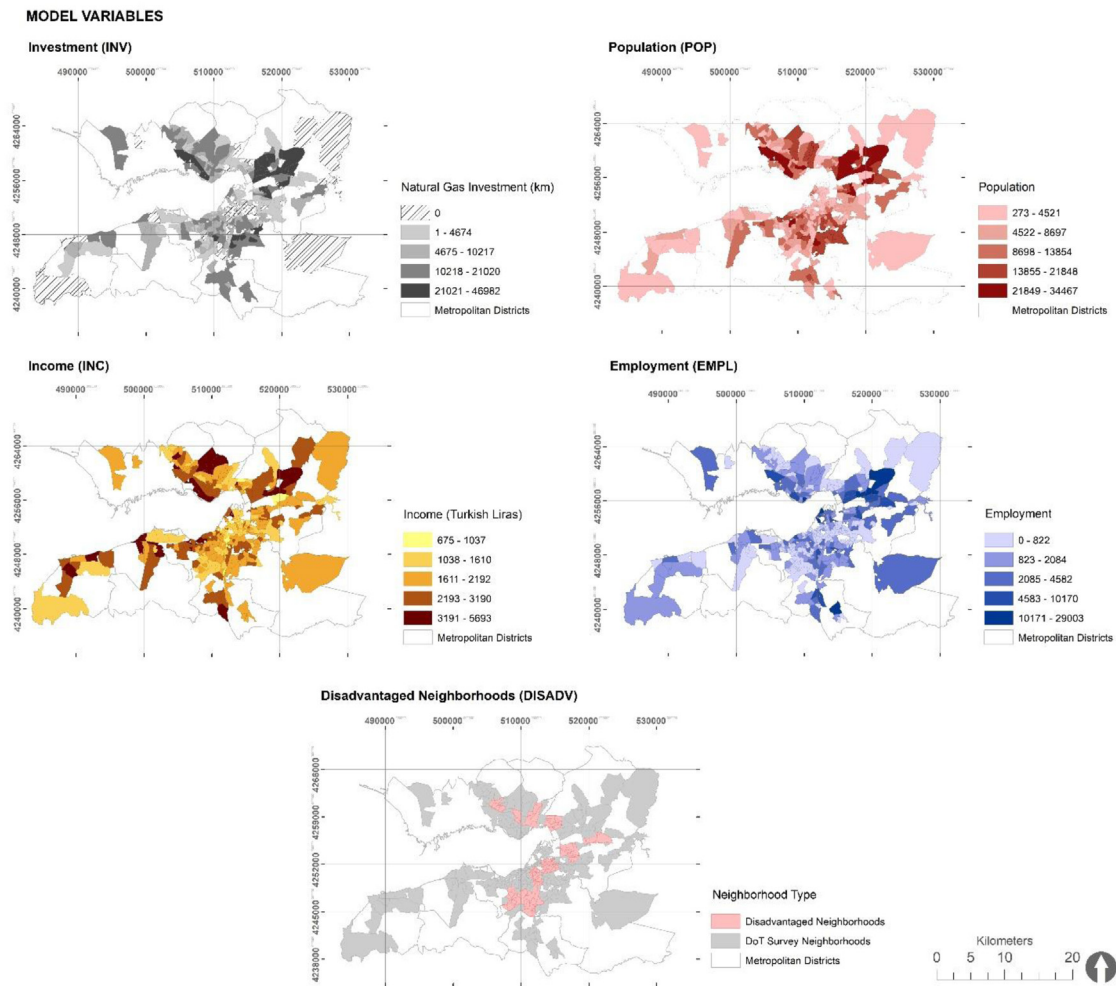 MODEL VARIABLES
Investment (INV)
490000 500000 510000 520000 530000
4264000
4256000
4248000
4240000
Natural Gas Investment (km)
0
1 - 4674
4675 - 10217
10218 - 21020
21021 - 46982
Metropolitan Districts
Population (POP)
490000 500000 510000 520000 530000
4264000
4256000
4248000
4240000
Population
273 - 4521
4522 - 8697
8698 - 13854
13855 - 21848
21849 - 34467
Metropolitan Districts
Income (INC)
490000 500000 510000 520000 530000
4264000
4256000
4248000
4240000
Income (Turkish Liras)
675 - 1037
1038 - 1610
1611 - 2192
2193 - 3190
3191 - 5693
Metropolitan Districts
Employment (EMPL)
490000 500000 510000 520000 530000
4264000
4256000
4248000
4240000
Employment
0 - 822
823 - 2084
2085 - 4582
4583 - 10170
10171 - 29003
Metropolitan Districts
Disadvantaged Neighborhoods (DISADV)
490000 500000 510000 520000 530000
4266000
4259000
4252000
4245000
4238000
Neighborhood Type
Disadvantaged Neighborhoods
DoT Survey Neighborhoods
Metropolitan Districts
Kilometers
0 5 10 20